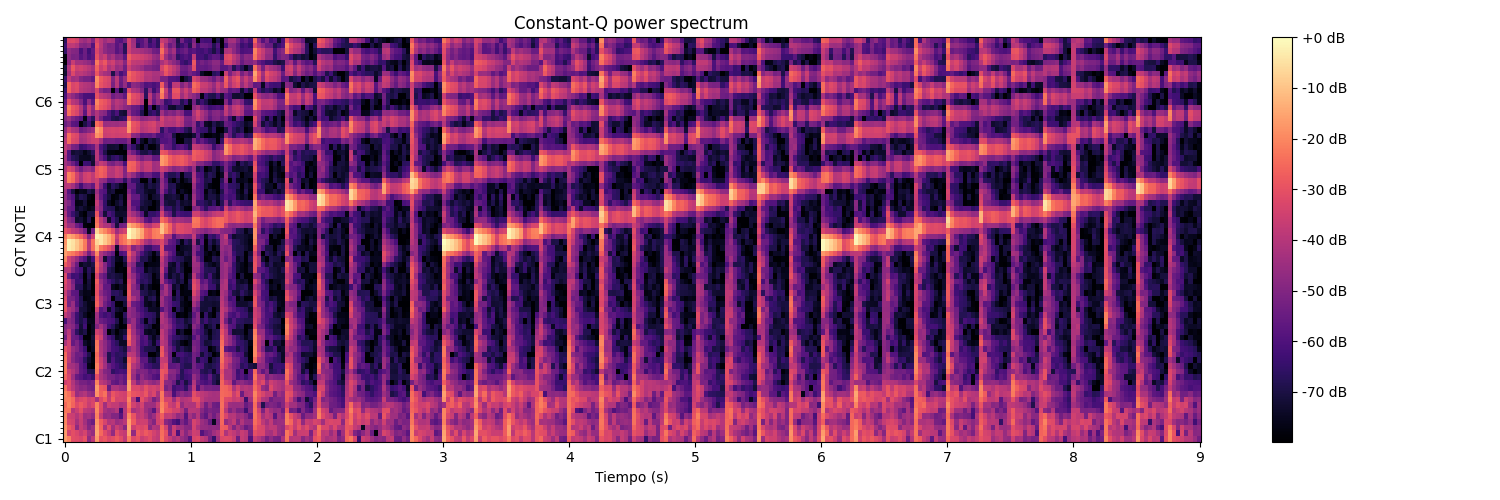 Constant-Q power spectrum
CQT NOTE
C6
C5
C4
C3
C2
C1
0 1 2 3 4 5 6 7 8 9
Tiempo (s)
+0 dB
-10 dB
-20 dB
-30 dB
-40 dB
-50 dB
-60 dB
-70 dB